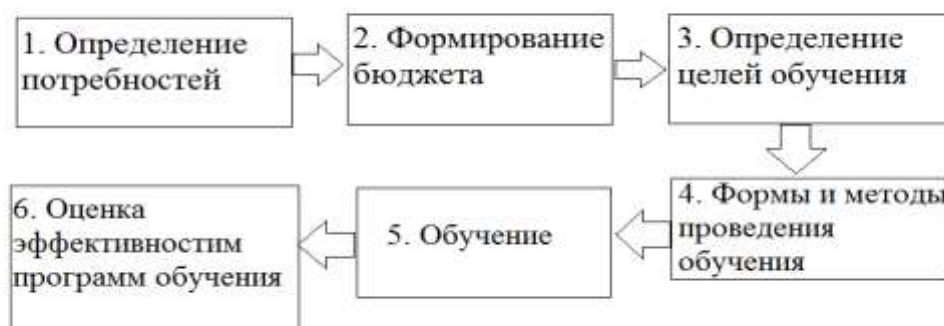 1. Определение
потребностей
2. Формирование
бюджета
3. Определение
целей обучения
4. Формы и методы
проведения
обучения
5. Обучение
6. Оценка
эффективностим
программ обучения